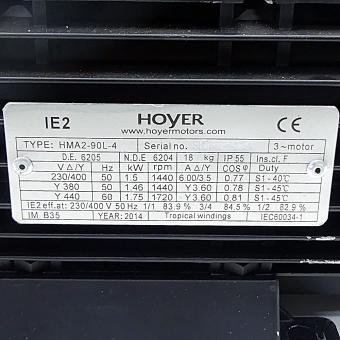 IE2 HOYER CE
www.hoyermotors.com
TYPE: HMA2-90L-4 Serial no. 3~motor
D.E. 6205 N.D.E 6204 18 kg IP 55 Ins.cl. F
V Δ/Y Hz kW rpm A Δ/Y COS φ Duty
230/400 50 1.5 1440 6.00/3.5 0.77 S1-40°C
Y 380 50 1.46 1440 Y3.60 0.78 S1-45°C
Y 440 60 1.75 1720 Y3.60 0.81 S1-45°C
IE2 eff.at: 230/400 V 50 Hz 1/1 83.9 % 3/4 84.5 % 1/2 82.9 %
IM B35 YEAR: 2014 Tropical windings IEC60034-1